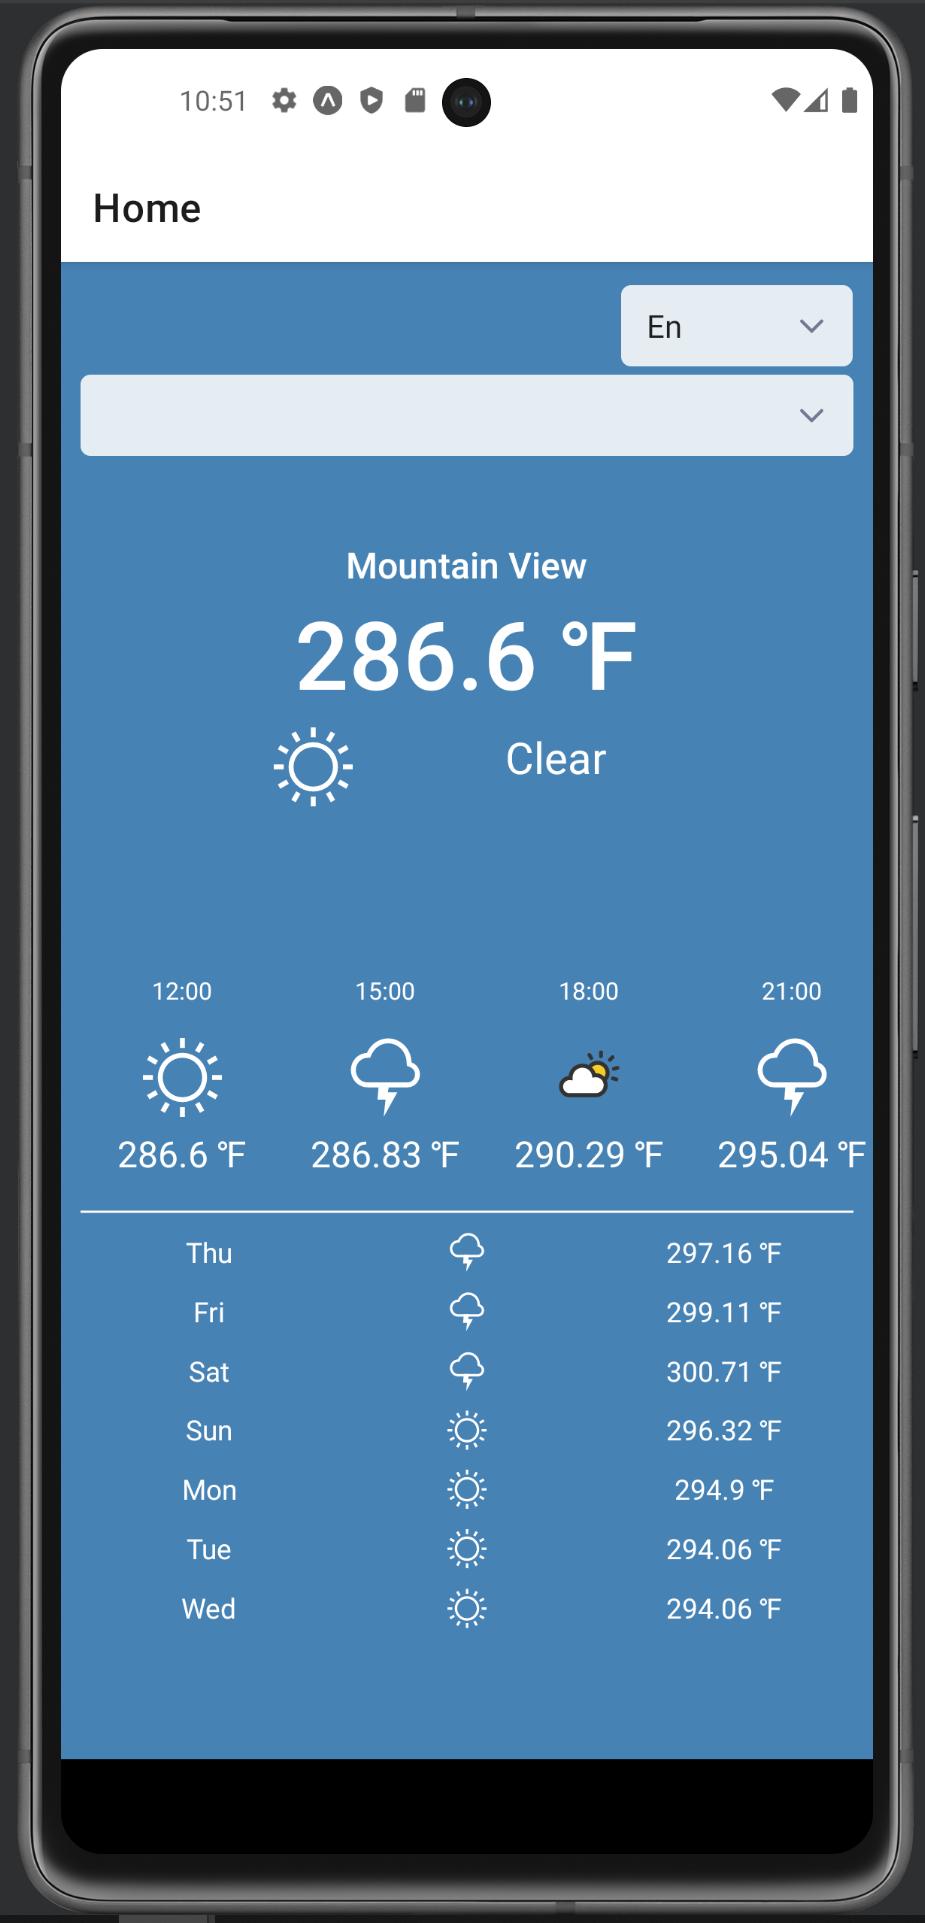 10:51
Home
En
Mountain View
286.6 °F
Clear
12:00 15:00 18:00 21:00
286.6 °F 286.83 °F 290.29 °F 295.04 °F
Thu 297.16 °F
Fri 299.11 °F
Sat 300.71 °F
Sun 296.32 °F
Mon 294.9 °F
Tue 294.06 °F
Wed 294.06 °F